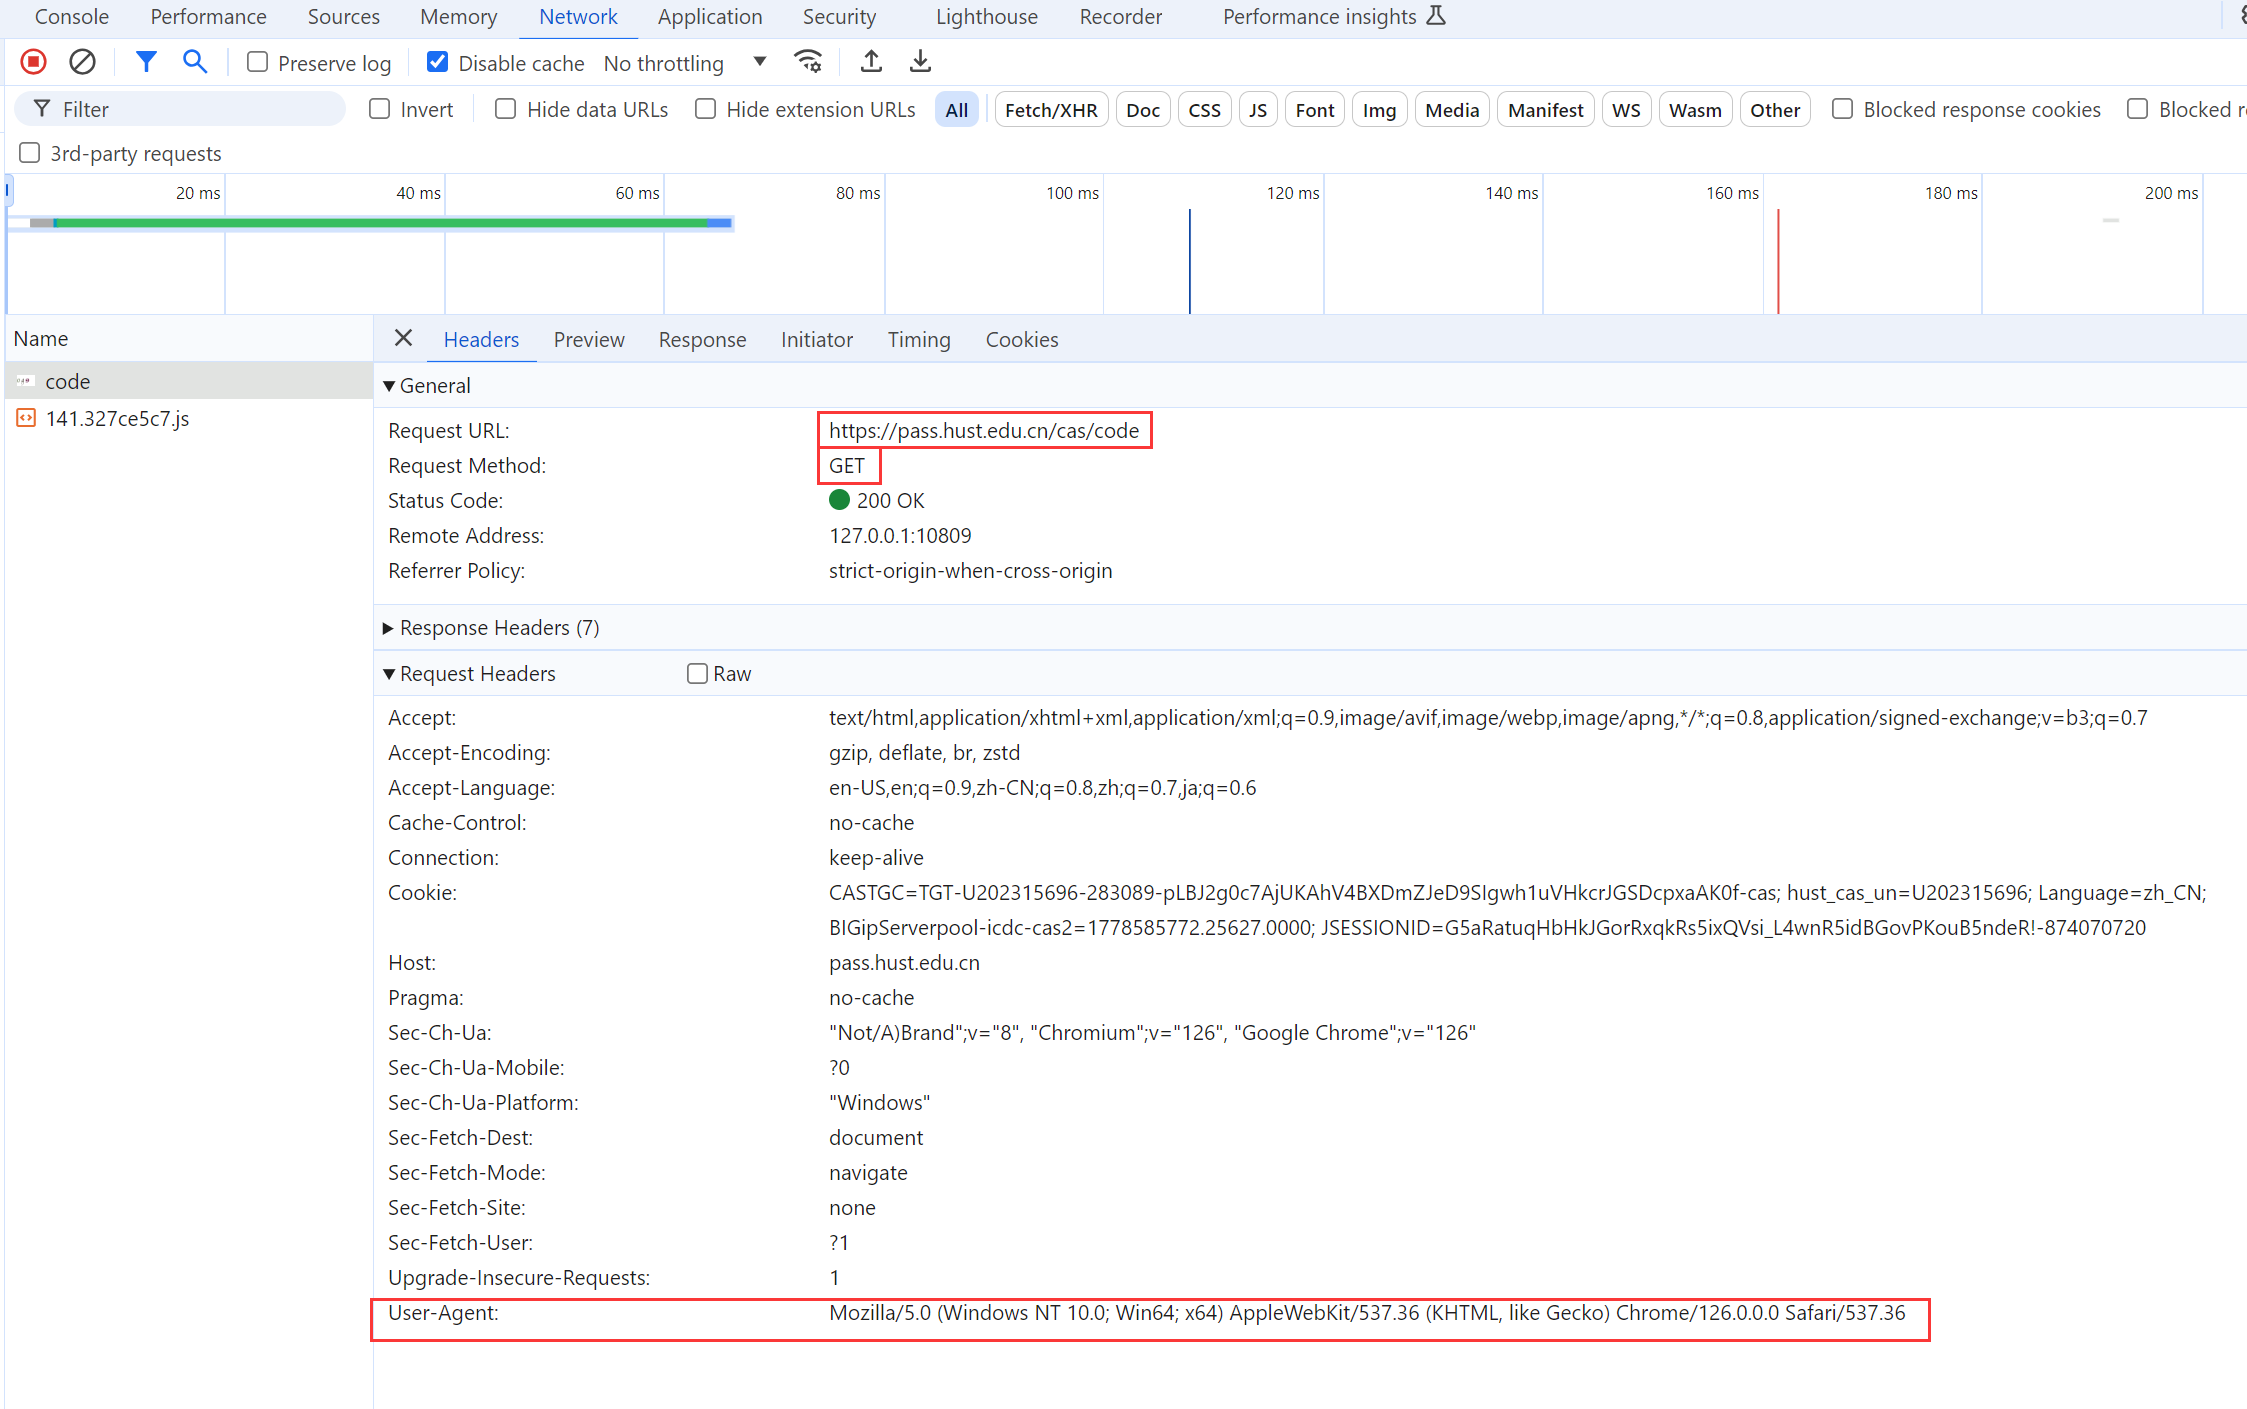 Console Performance Sources Memory Network Application Security Lighthouse Recorder Performance insights
Preserve log Disable cache No throttling
Filter Invert Hide data URLs Hide extension URLs All Fetch/XHR Doc CSS JS Font Img Media Manifest WS Wasm Other Blocked response cookies Blocked
3rd-party requests
20 ms 40 ms 60 ms 80 ms 100 ms 120 ms 140 ms 160 ms 180 ms 200 ms
Name
code
141.327ce5c7.js
Headers Preview Response Initiator Timing Cookies
General
Request URL: https://pass.hust.edu.cn/cas/code
Request Method: GET
Status Code: 200 OK
Remote Address: 127.0.0.1:10809
Referrer Policy: strict-origin-when-cross-origin
Response Headers (7)
Request Headers Raw
Accept: text/html,application/xhtml+xml,application/xml;q=0.9,image/avif,image/webp,image/apng,*/*;q=0.8,application/signed-exchange;v=b3;q=0.7
Accept-Encoding: gzip, deflate, br, zstd
Accept-Language: en-US,en;q=0.9,zh-CN;q=0.8,zh;q=0.7,ja;q=0.6
Cache-Control: no-cache
Connection: keep-alive
Cookie: CASTGC=TGT-U202315696-283089-pLBJ2g0c7AjUKAhV4BXDmZJeD9SIgwh1uVHkcrJGSDcpxaAK0f-cas; hust_cas_un=U202315696; Language=zh_CN;
BIGipServerpool-icdc-cas2=1778585772.25627.0000; JSESSIONID=G5aRatuqHbHkJGorRxqkRs5ixQVsi_L4wnR5idBGovPKouB5ndeR!-874070720
Host: pass.hust.edu.cn
Pragma: no-cache
Sec-Ch-Ua: "Not/A)Brand";v="8", "Chromium";v="126", "Google Chrome";v="126"
Sec-Ch-Ua-Mobile: ?0
Sec-Ch-Ua-Platform: "Windows"
Sec-Fetch-Dest: document
Sec-Fetch-Mode: navigate
Sec-Fetch-Site: none
Sec-Fetch-User: ?1
Upgrade-Insecure-Requests: 1
User-Agent: Mozilla/5.0 (Windows NT 10.0; Win64; x64) AppleWebKit/537.36 (KHTML, like Gecko) Chrome/126.0.0.0 Safari/537.36